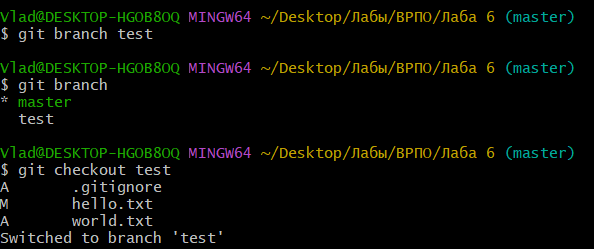 Vlad@DESKTOP-HGOB8OQ MINGW64 ~/Desktop/Лабы/ВРПО/Лаба 6 (master)
$ git branch test
Vlad@DESKTOP-HGOB8OQ MINGW64 ~/Desktop/Лабы/ВРПО/Лаба 6 (master)
$ git branch
* master
  test
Vlad@DESKTOP-HGOB8OQ MINGW64 ~/Desktop/Лабы/ВРПО/Лаба 6 (master)
$ git checkout test
A       .gitignore
M       hello.txt
A       world.txt
Switched to branch 'test'